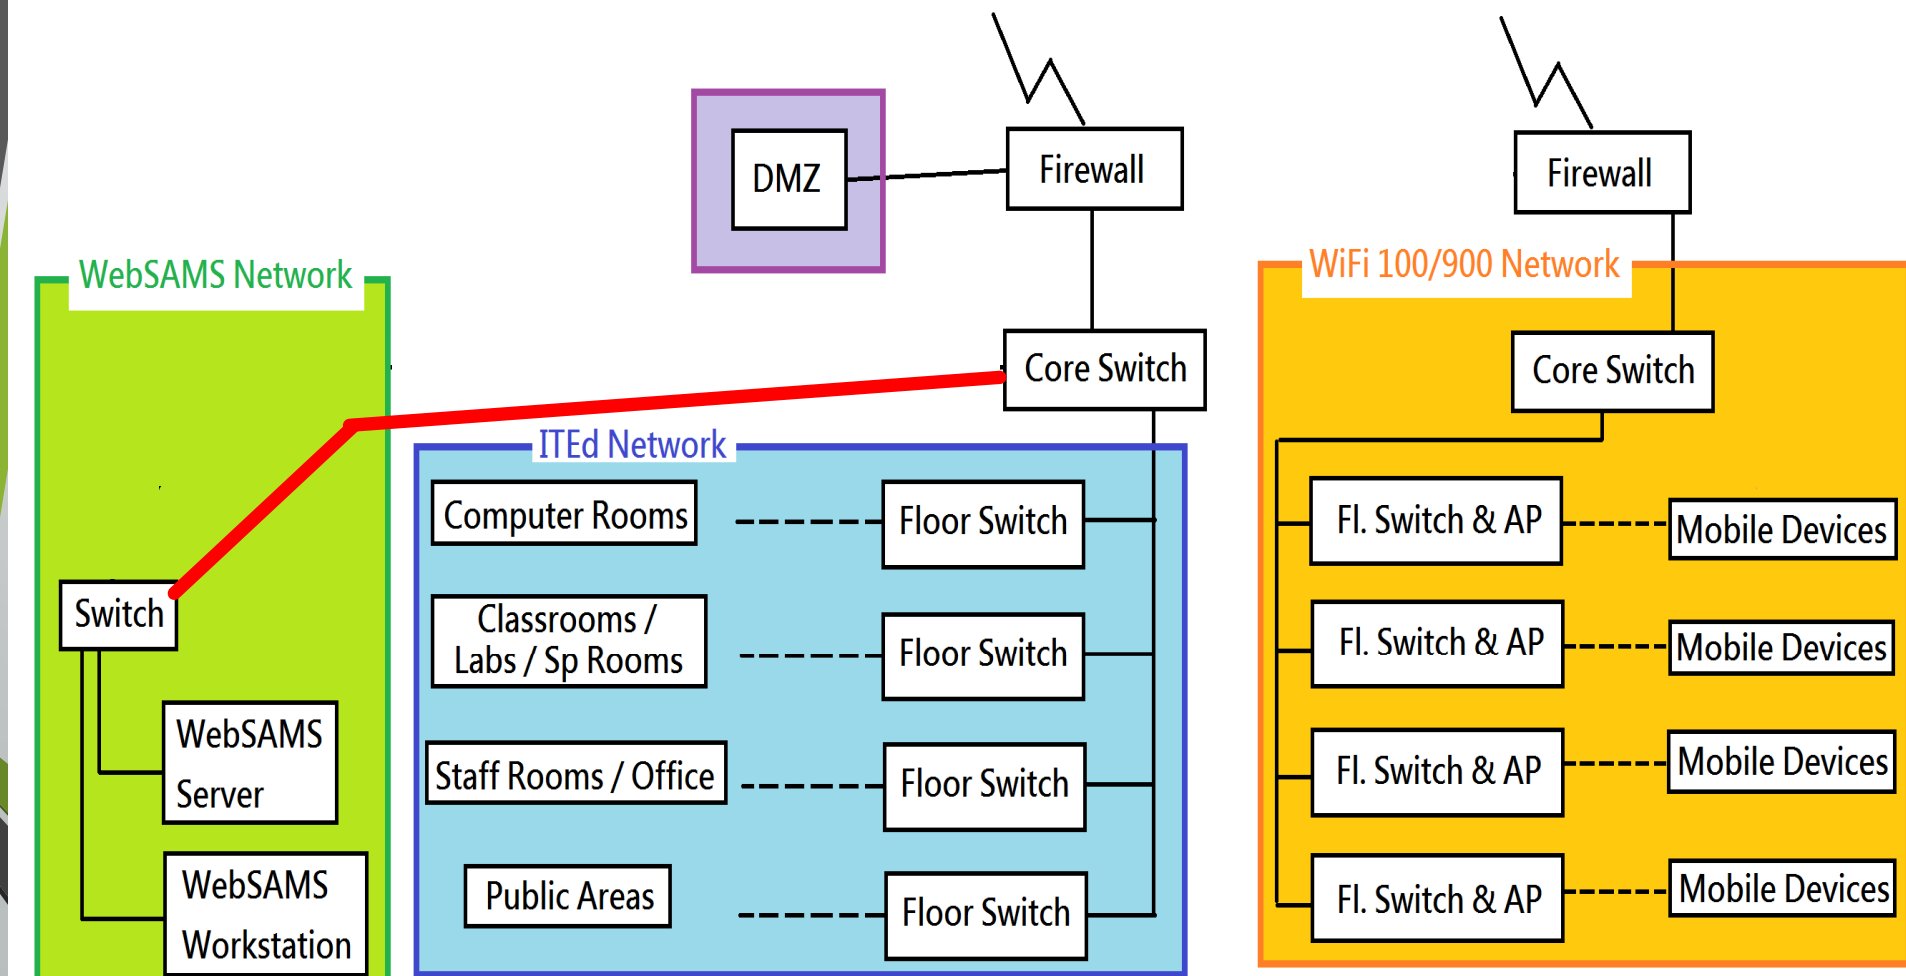 DMZ
Firewall
Firewall
WebSAMS Network
WiFi 100/900 Network
Core Switch
Core Switch
ITEd Network
Computer Rooms
Floor Switch
Fl. Switch & AP
Mobile Devices
Switch
Classrooms /
Labs / Sp Rooms
Floor Switch
Fl. Switch & AP
Mobile Devices
WebSAMS
Server
Staff Rooms / Office
Floor Switch
Fl. Switch & AP
Mobile Devices
WebSAMS
Workstation
Public Areas
Floor Switch
Fl. Switch & AP
Mobile Devices